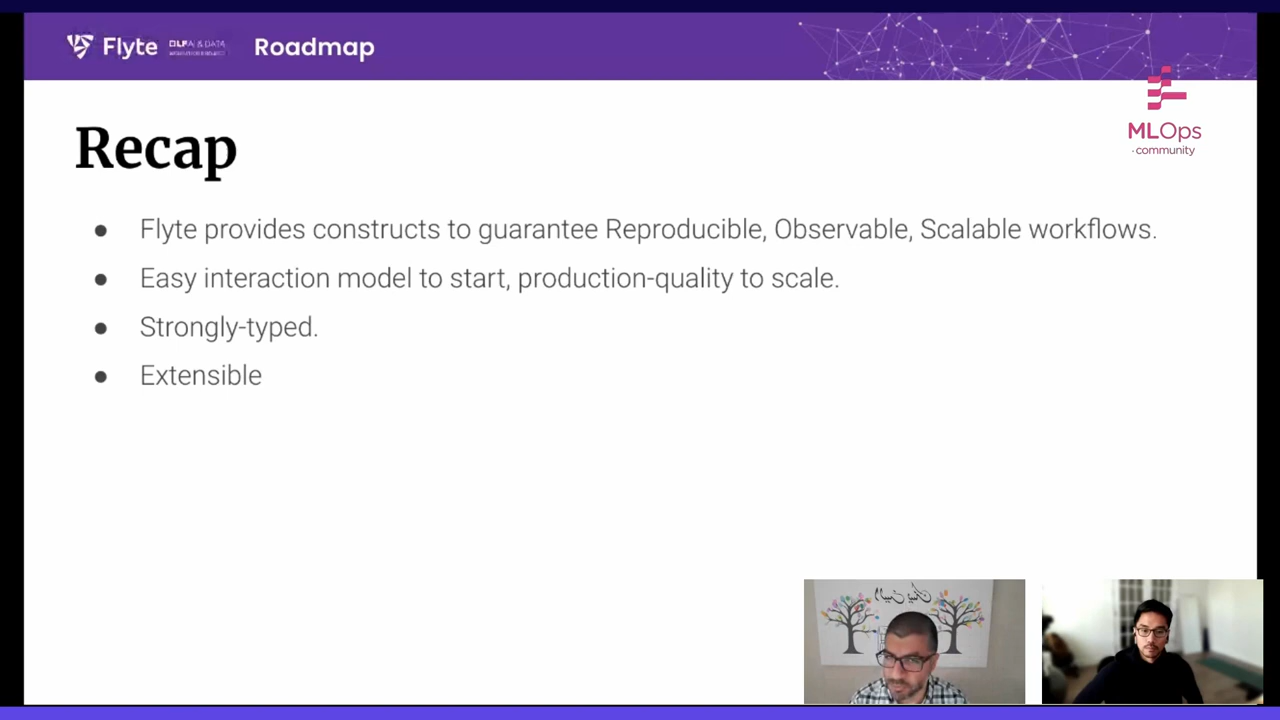 Flyte
Roadmap
MLOps
community
Recap
● Flyte provides constructs to guarantee Reproducible, Observable, Scalable workflows.
● Easy interaction model to start, production-quality to scale.
● Strongly-typed.
● Extensible